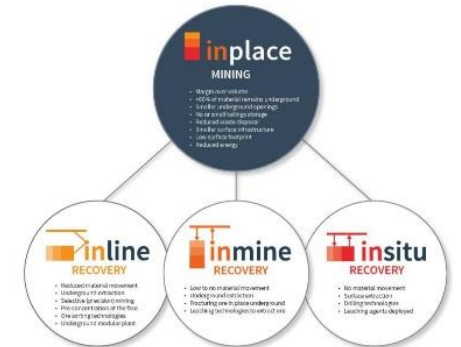 inplace
MINING
• Margin over volume
• of material remains underground
• Smaller underground openings
• No or small tailings storage
• Reduced waste disposal
• Smaller surface infrastructure
• Low surface footprint
• Reduced energy
inline
RECOVERY
• Reduced material movement
• Underground extraction
• Selective (precision) mining
• Pre-concentration at the face
• Ore sorting technologies
• Underground modular plant
inmine
RECOVERY
• Low to no material movement
• Underground extraction
• Fracturing ore in place underground
• Leaching technologies to extractions
insitu
RECOVERY
• No material movement
• Surface extraction
• Drilling technologies
• Leaching agents deployed